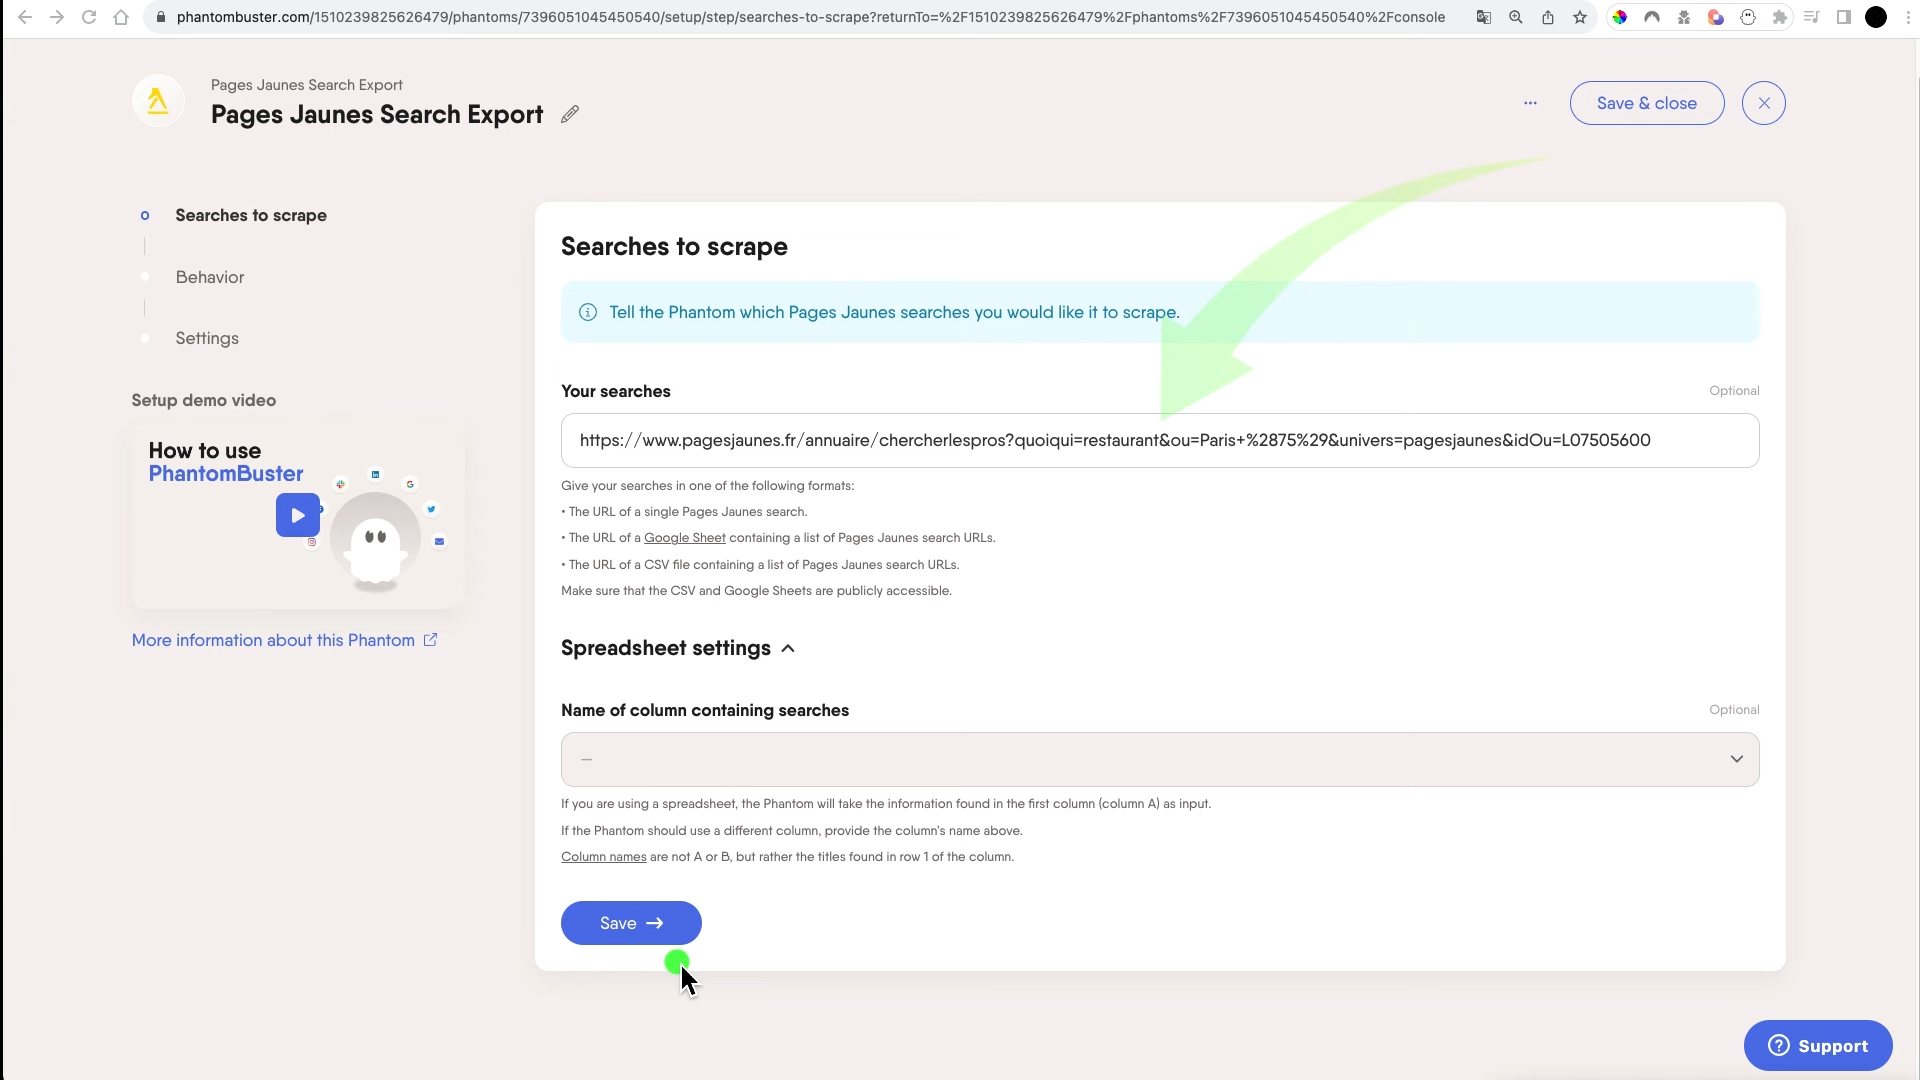 phantombuster.com/1510239825626479/phantoms/7396051045450540/setup/step/searches-to-scrape?returnTo=%2F1510239825626479%2Fphantoms%2F7396051045450540%2Fconsole
Pages Jaunes Search Export
Pages Jaunes Search Export
Save & close
Searches to scrape
Behavior
Settings
Setup demo video
How to use
PhantomBuster
More information about this Phantom
Searches to scrape
Tell the Phantom which Pages Jaunes searches you would like it to scrape.
Your searches
Optional
https://www.pagesjaunes.fr/annuaire/chercherlespros?quoiqui=restaurant&ou=Paris+%2875%29&univers=pagesjaunes&idOu=L07505600
Give your searches in one of the following formats:
• The URL of a single Pages Jaunes search.
• The URL of a Google Sheet containing a list of Pages Jaunes search URLs.
• The URL of a CSV file containing a list of Pages Jaunes search URLs.
Make sure that the CSV and Google Sheets are publicly accessible.
Spreadsheet settings
Name of column containing searches
Optional
—
If you are using a spreadsheet, the Phantom will take the information found in the first column (column A) as input.
If the Phantom should use a different column, provide the column's name above.
Column names are not A or B, but rather the titles found in row 1 of the column.
Save
Support